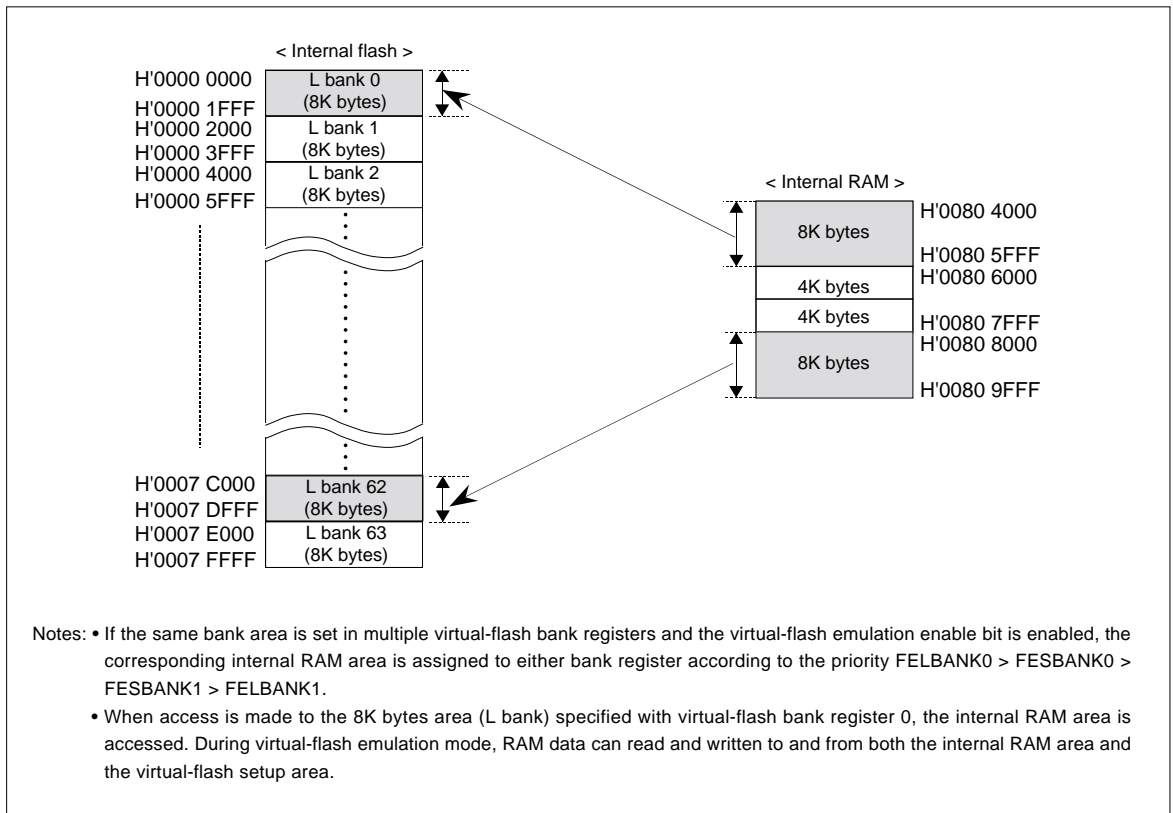 < Internal flash >
H'0000 0000
L bank 0
(8K bytes)
H'0000 1FFF
H'0000 2000
L bank 1
(8K bytes)
H'0000 3FFF
H'0000 4000
L bank 2
(8K bytes)
H'0000 5FFF
H'0007 C000
L bank 62
(8K bytes)
H'0007 DFFF
H'0007 E000
L bank 63
(8K bytes)
H'0007 FFFF
< Internal RAM >
H'0080 4000
8K bytes
H'0080 5FFF
H'0080 6000
4K bytes
4K bytes
H'0080 7FFF
H'0080 8000
8K bytes
H'0080 9FFF
Notes: • If the same bank area is set in multiple virtual-flash bank registers and the virtual-flash emulation enable bit is enabled, the
corresponding internal RAM area is assigned to either bank register according to the priority FELBANK0 > FESBANK0 >
FESBANK1 > FELBANK1.
• When access is made to the 8K bytes area (L bank) specified with virtual-flash bank register 0, the internal RAM area is
accessed. During virtual-flash emulation mode, RAM data can read and written to and from both the internal RAM area and
the virtual-flash setup area.